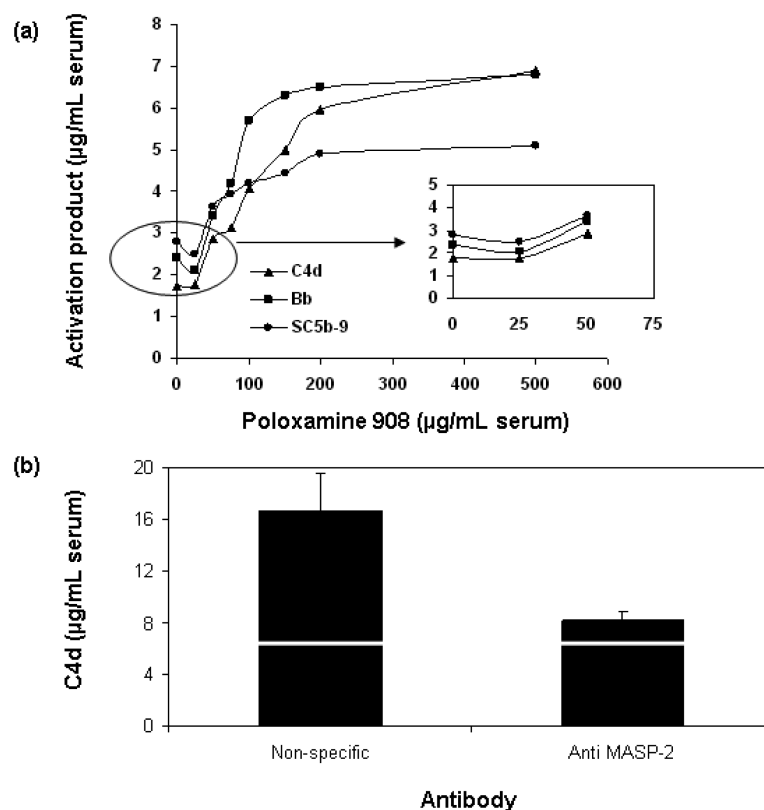 (a)
Activation product (µg/mL serum)
8
7
6
5
4
3
2
1
0
0 100 200 300 400 500 600
C4d
Bb
SC5b-9
5
4
3
2
1
0
0 25 50 75
Poloxamine 908 (µg/mL serum)
(b)
C4d (µg/mL serum)
20
16
12
8
4
0
Non-specific Anti MASP-2
Antibody